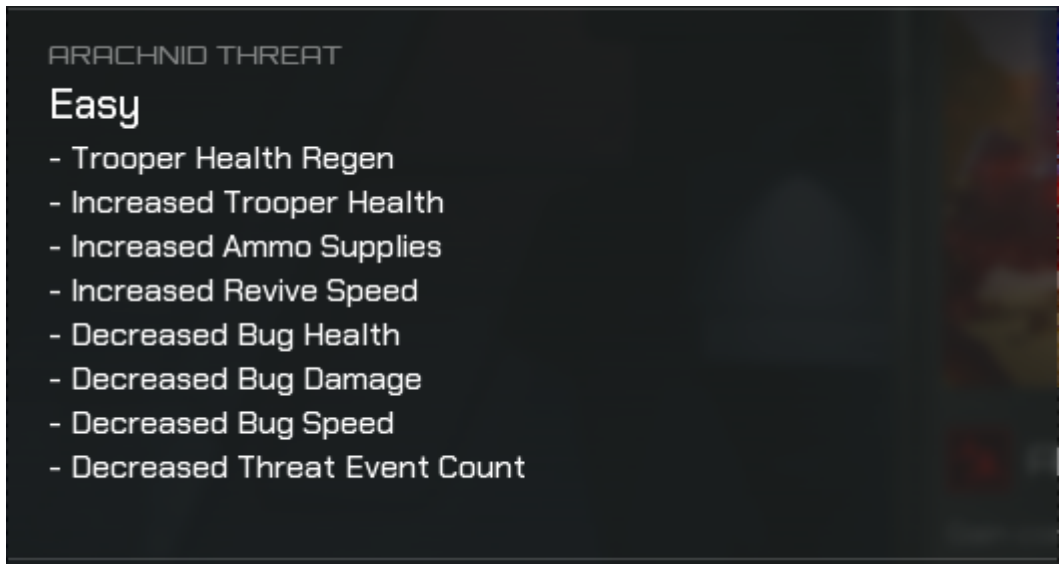 ARACHNID THREAT
Easy
- Trooper Health Regen
- Increased Trooper Health
- Increased Ammo Supplies
- Increased Revive Speed
- Decreased Bug Health
- Decreased Bug Damage
- Decreased Bug Speed
- Decreased Threat Event Count